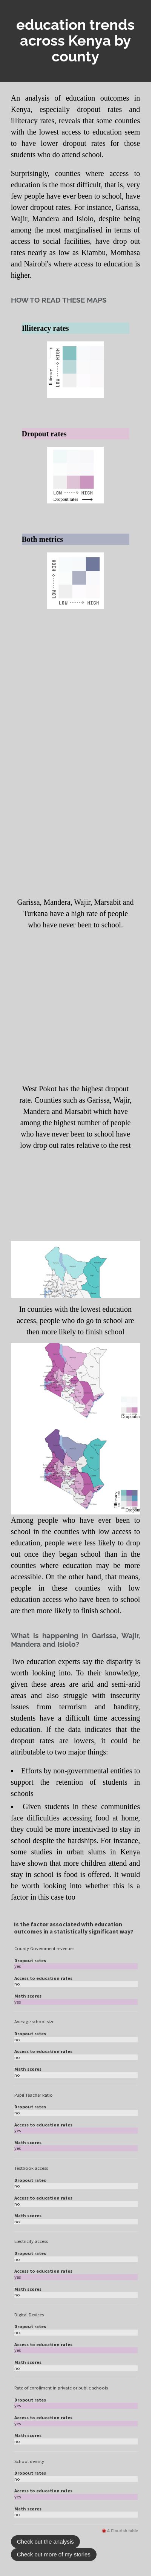 education trends
across Kenya by
county
An analysis of education outcomes in
Kenya, especially dropout rates and
illiteracy rates, reveals that some counties
with the lowest access to education seem
to have lower dropout rates for those
students who do attend school.
Surprisingly, counties where access to
education is the most difficult, that is, very
few people have ever been to school, have
lower dropout rates. For instance, Garissa,
Wajir, Mandera and Isiolo, despite being
among the most marginalised in terms of
access to social facilities, have drop out
rates nearly as low as Kiambu, Mombasa
and Nairobi's where access to education is
higher.
HOW TO READ THESE MAPS
Illiteracy rates
Illiteracy
LOW
HIGH
Dropout rates
LOW HIGH
Dropout rates
Both metrics
LOW
HIGH
LOW HIGH
Garissa, Mandera, Wajir, Marsabit and
Turkana have a high rate of people
who have never been to school.
West Pokot has the highest dropout
rate. Counties such as Garissa, Wajir,
Mandera and Marsabit which have
among the highest number of people
who have never been to school have
low drop out rates relative to the rest
In counties with the lowest education
access, people who do go to school are
then more likely to finish school
Dropout
Illiteracy
Dropout
Among people who have ever been to
school in the counties with low access to
education, people were less likely to drop
out once they began school than in the
counties where education may be more
accessible. On the other hand, that means,
people in these counties with low
education access who have been to school
are then more likely to finish school.
What is happening in Garissa, Wajir,
Mandera and Isiolo?
Two education experts say the disparity is
worth looking into. To their knowledge,
given these areas are arid and semi-arid
areas and also struggle with insecurity
issues from terrorism and banditry,
students have a difficult time accessing
education. If the data indicates that the
dropout rates are lowers, it could be
attributable to two major things:
• Efforts by non-governmental entities to
support the retention of students in
schools
• Given students in these communities
face difficulties accessing food at home,
they could be more incentivised to stay in
school despite the hardships. For instance,
some studies in urban slums in Kenya
have shown that more children attend and
stay in school is food is offered. It would
be worth looking into whether this is a
factor in this case too
Is the factor associated with education
outcomes in a statistically significant way?
County Government revenues
Dropout rates
yes
Access to education rates
no
Math scores
yes
Average school size
Dropout rates
no
Access to education rates
no
Math scores
no
Pupil Teacher Ratio
Dropout rates
no
Access to education rates
yes
Math scores
yes
Textbook access
Dropout rates
no
Access to education rates
no
Math scores
no
Electricity access
Dropout rates
no
Access to education rates
yes
Math scores
no
Digital Devices
Dropout rates
no
Access to education rates
yes
Math scores
no
Rate of enrollment in private or public schools
Dropout rates
yes
Access to education rates
yes
Math scores
no
School density
Dropout rates
no
Access to education rates
yes
Math scores
no
A Flourish table
Check out the analysis
Check out more of my stories